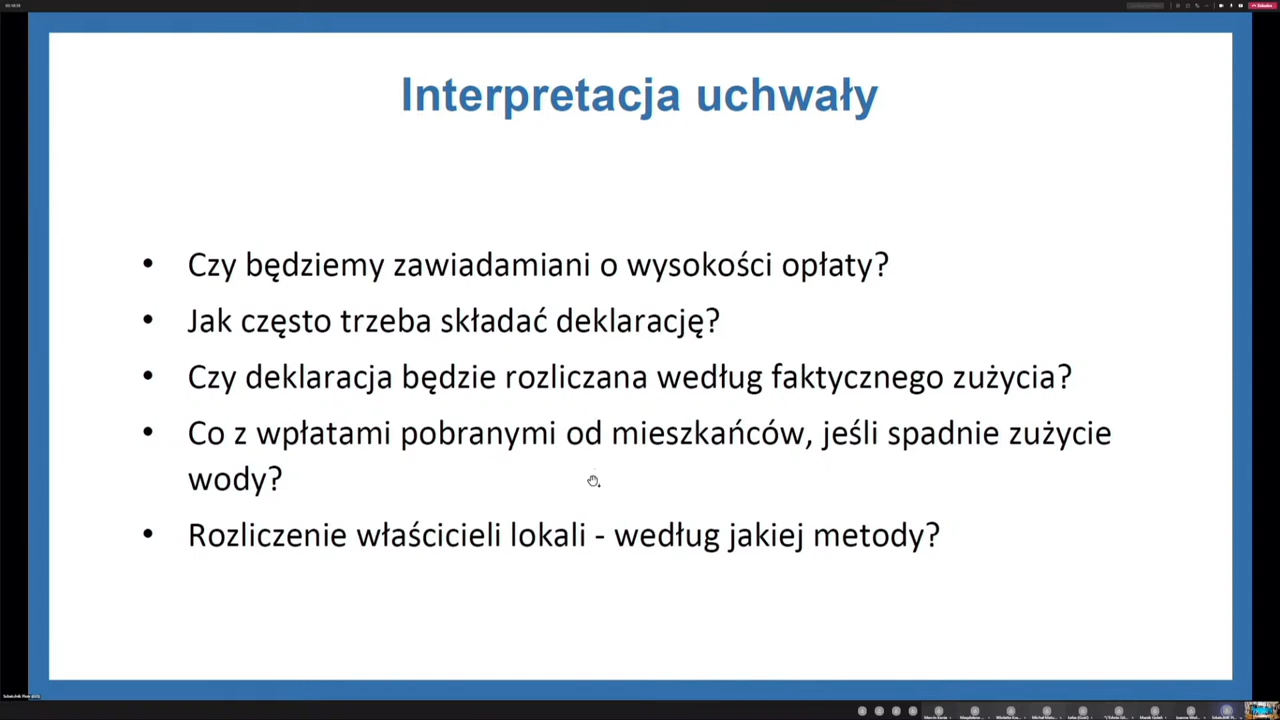 Interpretacja uchwały
• Czy będziemy zawiadamiani o wysokości opłaty?
• Jak często trzeba składać deklarację?
• Czy deklaracja będzie rozliczana według faktycznego zużycia?
• Co z wpłatami pobranymi od mieszkańców, jeśli spadnie zużycie
wody?
• Rozliczenie właścicieli lokali - według jakiej metody?